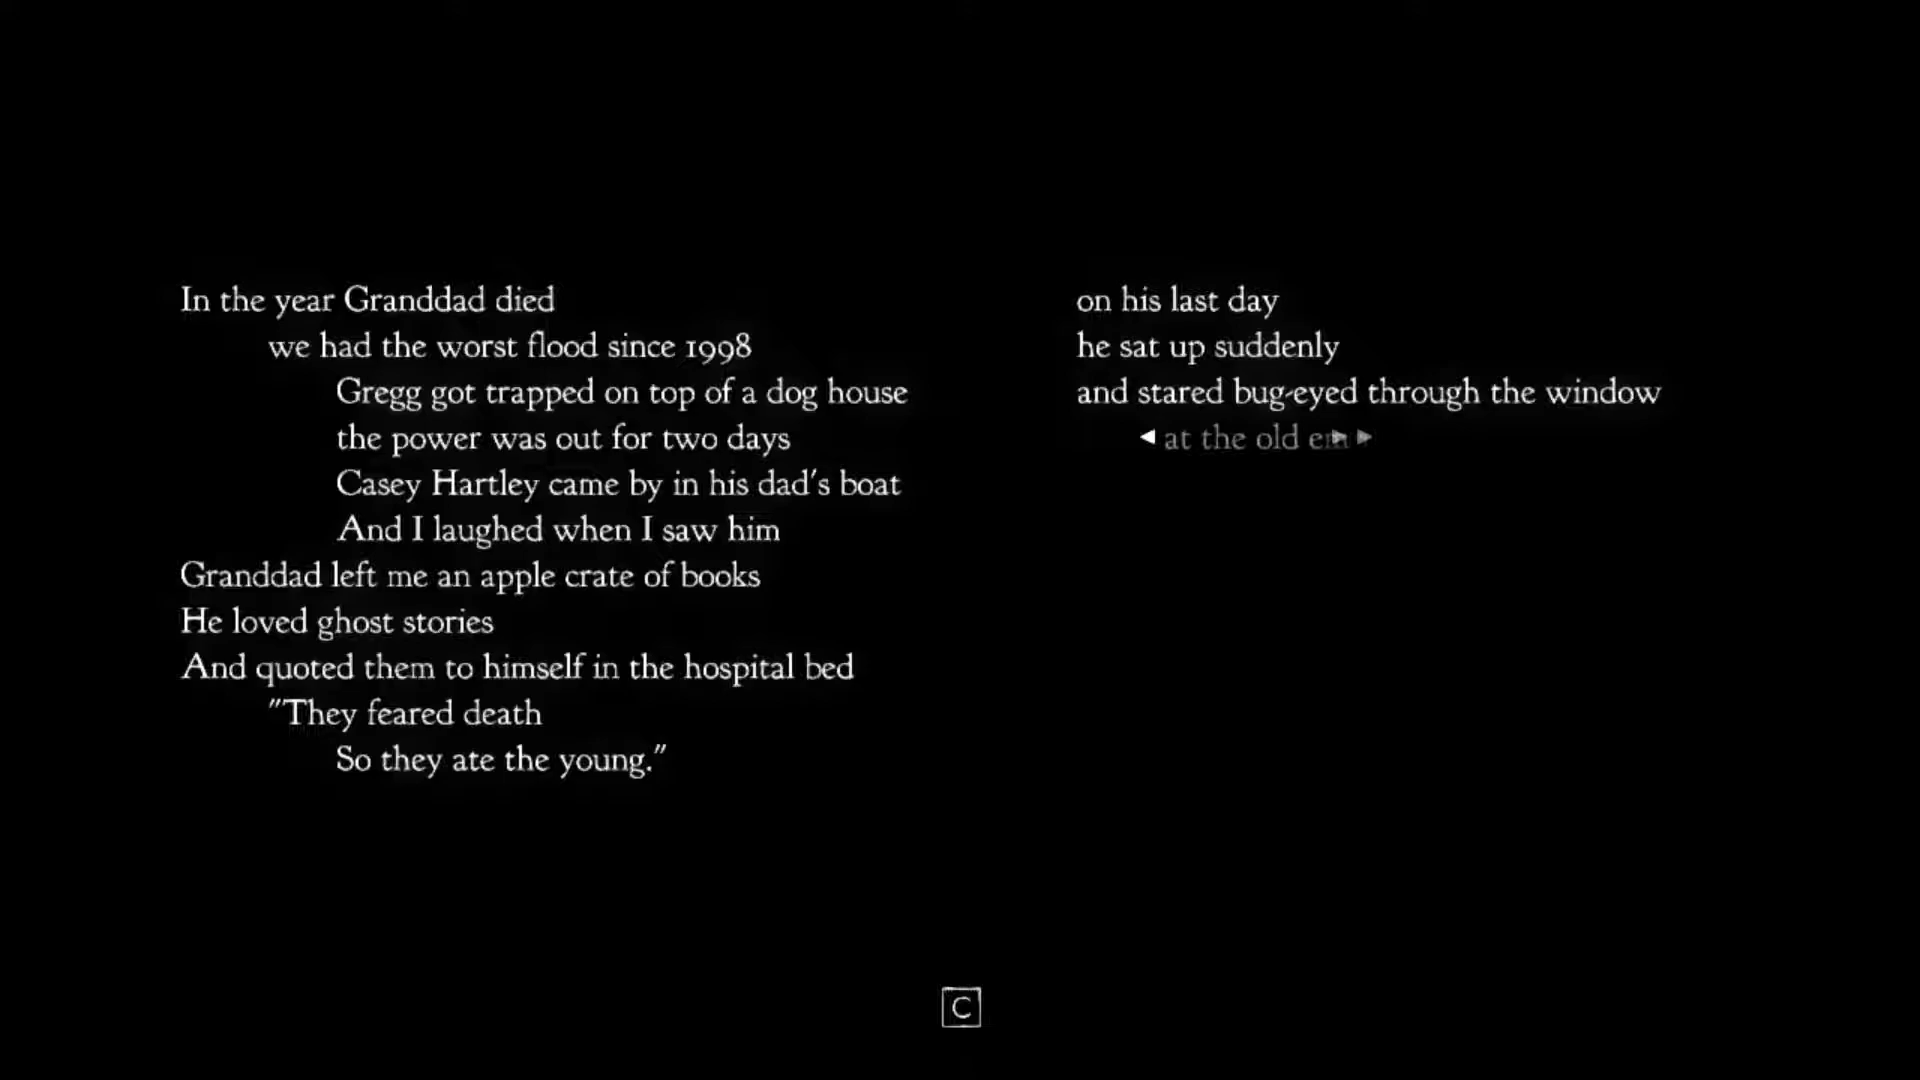 In the year Granddad died
we had the worst flood since 1998
Gregg got trapped on top of a dog house
the power was out for two days
Casey Hartley came by in his dad's boat
And I laughed when I saw him
Granddad left me an apple crate of books
He loved ghost stories
And quoted them to himself in the hospital bed
"They feared death
So they ate the young."
on his last day
he sat up suddenly
and stared bug-eyed through the window
at the old
C